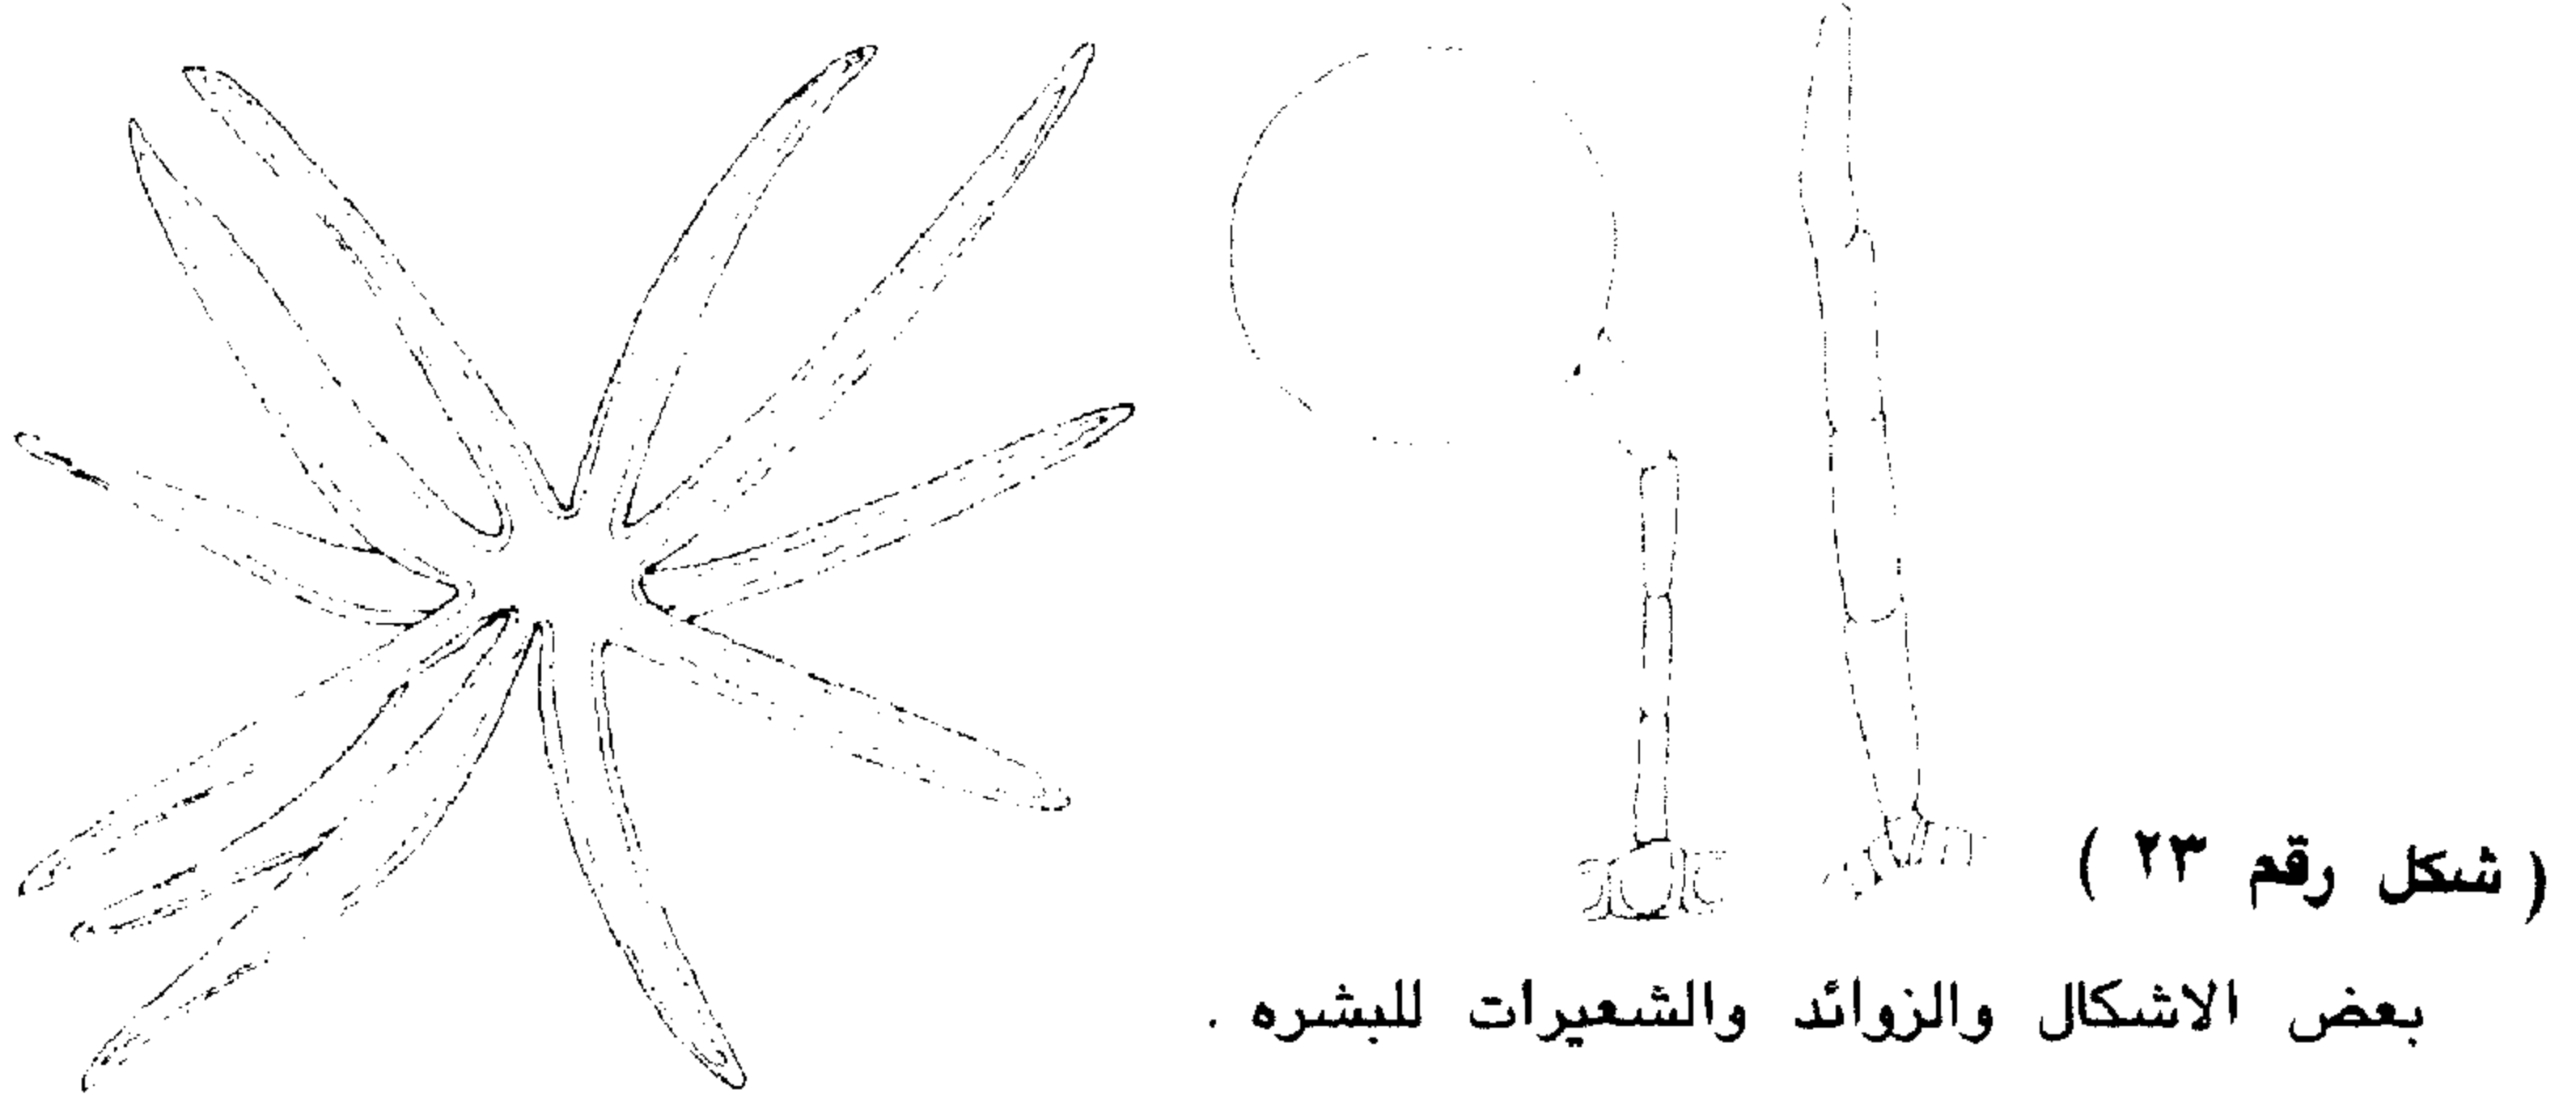 ( شكل رقم ٢٣ )
بعض الاشكال والزوائد والشعيرات للبشره .